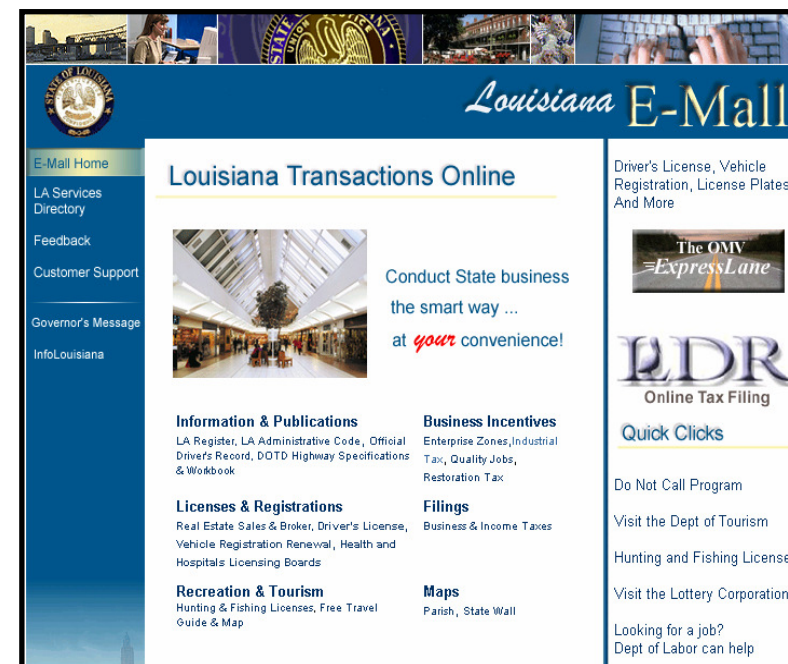 STATE OF LOUISIANA
UNION JUSTICE
STATE
Louisiana E-Mall
E-Mall Home
LA Services
Directory
Feedback
Customer Support
Governor's Message
InfoLouisiana
Louisiana Transactions Online
Conduct State business
the smart way ...
at your convenience!
Information & Publications
LA Register, LA Administrative Code, Official
Driver's Record, DOTD Highway Specifications
& Workbook
Business Incentives
Enterprise Zones,Industrial
Tax, Quality Jobs,
Restoration Tax
Licenses & Registrations
Real Estate Sales & Broker, Driver's License,
Vehicle Registration Renewal, Health and
Hospitals Licensing Boards
Filings
Business & Income Taxes
Recreation & Tourism
Hunting & Fishing Licenses, Free Travel
Guide & Map
Maps
Parish, State Wall
Driver's License, Vehicle
Registration, License Plates
And More
The OMV
ExpressLane
LDR
Online Tax Filing
Quick Clicks
Do Not Call Program
Visit the Dept of Tourism
Hunting and Fishing License
Visit the Lottery Corporation
Looking for a job?
Dept of Labor can help